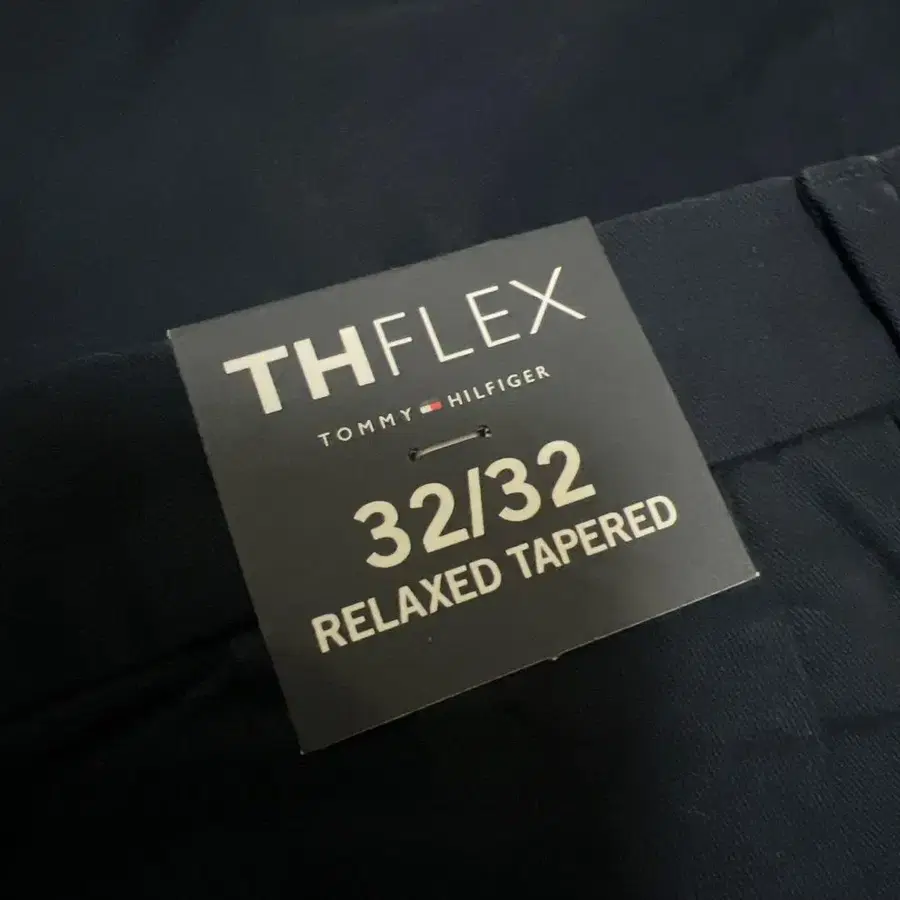 THFLEX
TOMMY HILFIGER
32/32
RELAXED TAPERED